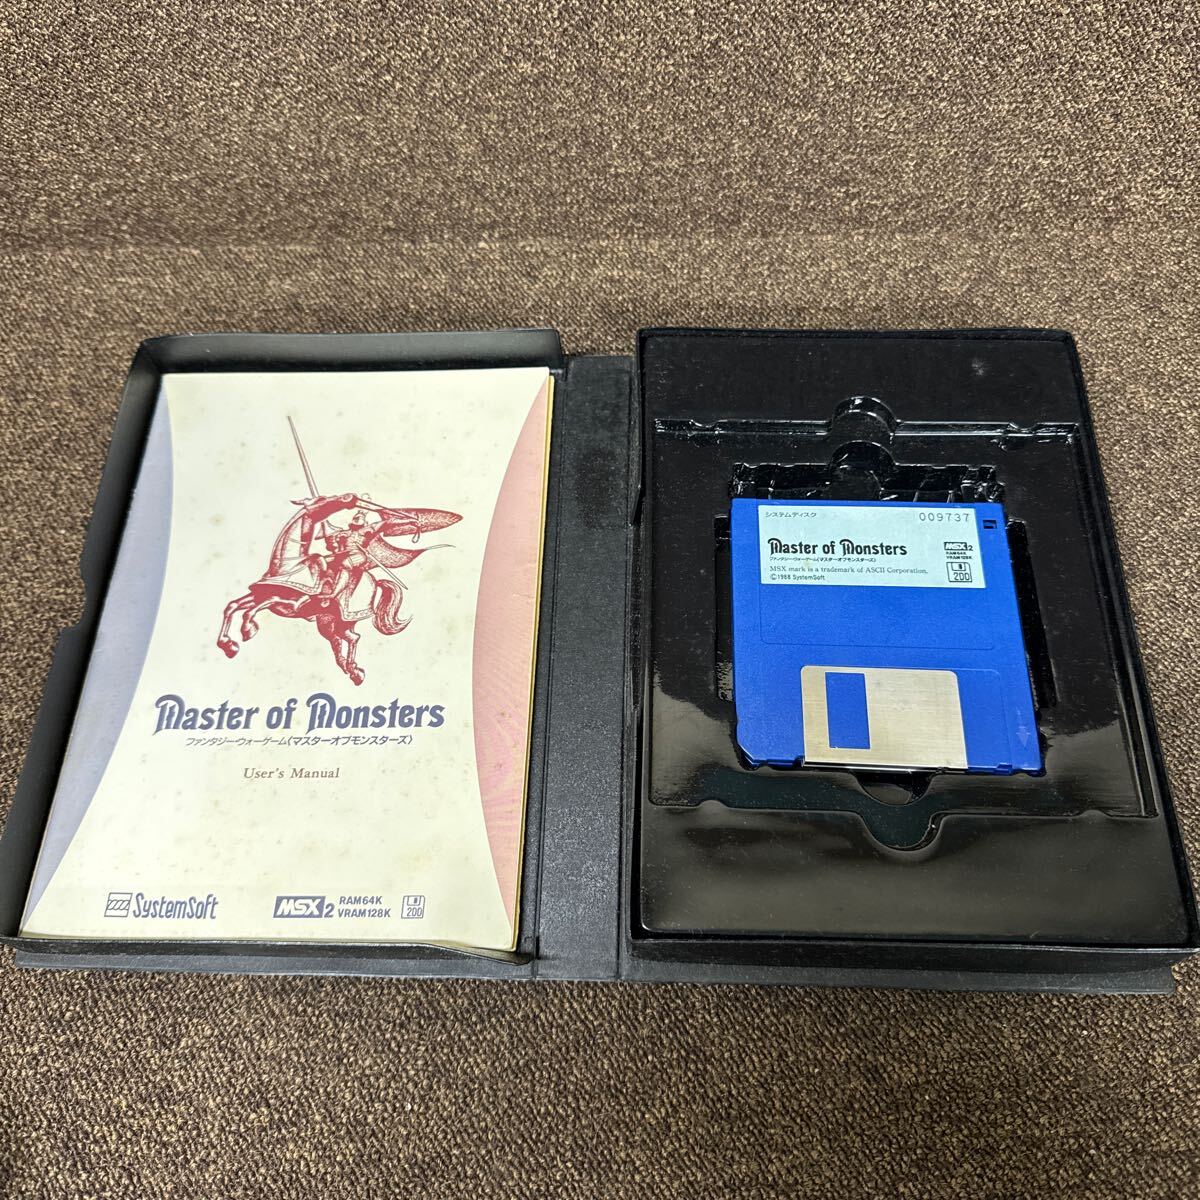 Master of Monsters
ファンタジーウォーゲーム〈マスターオブモンスターズ〉
User's Manual
SystemSoft
MSX2
RAM64K
VRAM128K
2DD
システムディスク
009737
Master of Monsters
ファンタジーウォーゲーム〈マスターオブモンスターズ〉
MSX2
RAM64K
VRAM128K
MSX mark is a trademark of ASCII Corporation.
©1988 SystemSoft
2DD